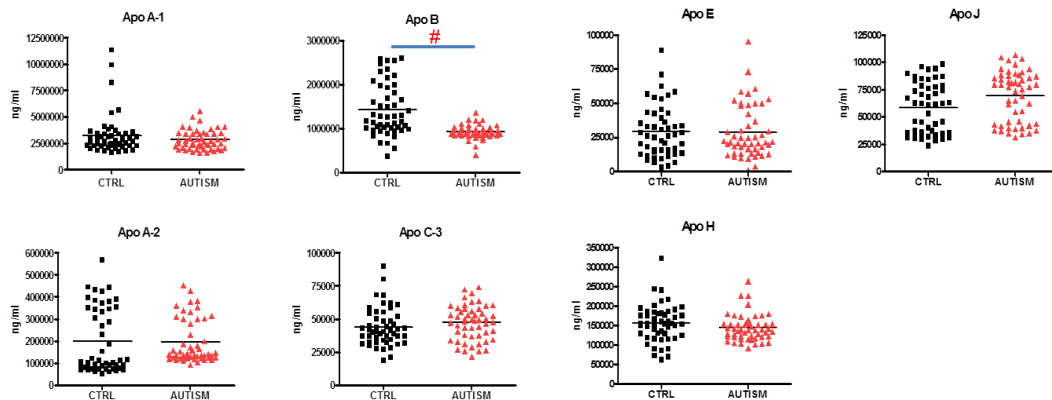 Apo A-1
12500000
10000000
7500000
5000000
2500000
0
ng/ml
CTRL AUTISM
Apo B
#
3000000
2000000
1000000
0
ng/ml
CTRL AUTISM
Apo E
100000
75000
50000
25000
0
ng/ml
CTRL AUTISM
Apo J
125000
100000
75000
50000
25000
0
ng/ml
CTRL AUTISM
Apo A-2
600000
500000
400000
300000
200000
100000
0
ng/ml
CTRL AUTISM
Apo C-3
100000
75000
50000
25000
0
ng/ml
CTRL AUTISM
Apo H
350000
300000
250000
200000
150000
100000
50000
0
ng/ml
CTRL AUTISM